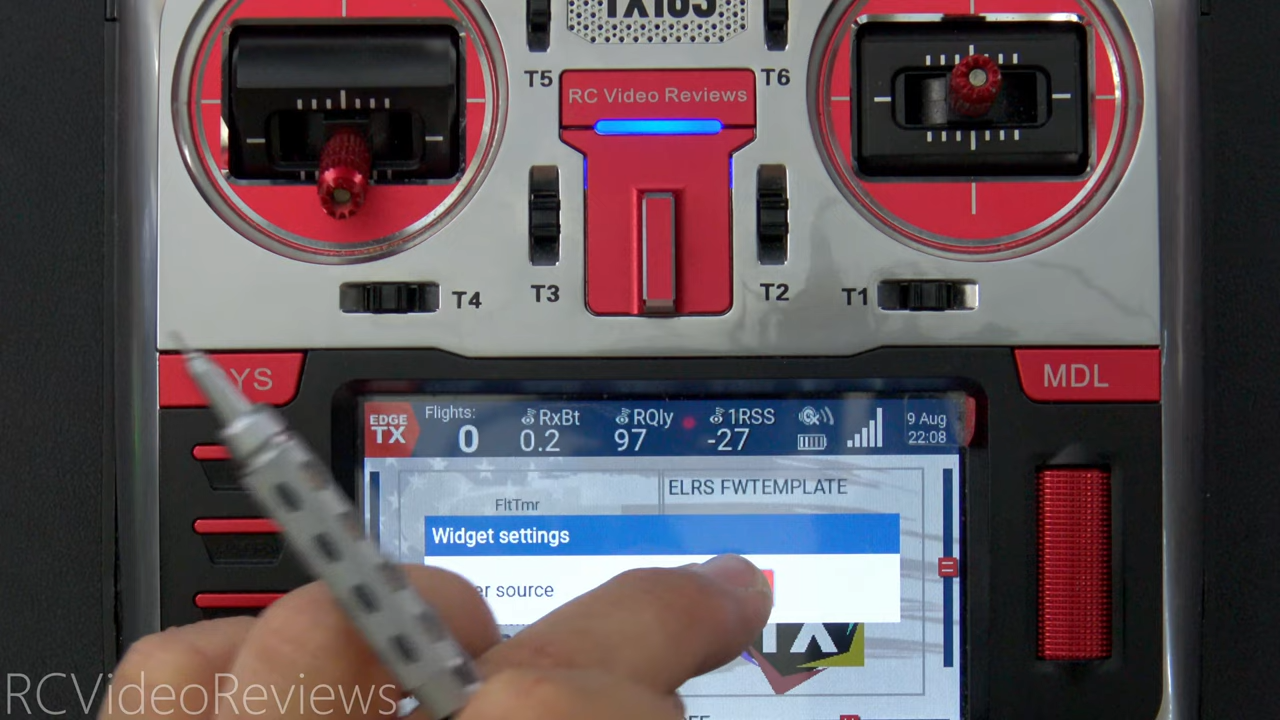 TX16S
T5
T6
RC Video Reviews
T4
T3
T2
T1
YS
MDL
EDGE
TX
Flights:
0
RxBt
0.2
RQly
97
1RSS
-27
9 Aug
22:08
FltTmr
ELRS FWTEMPLATE
Widget settings
er source
TX
RCVideoReviews